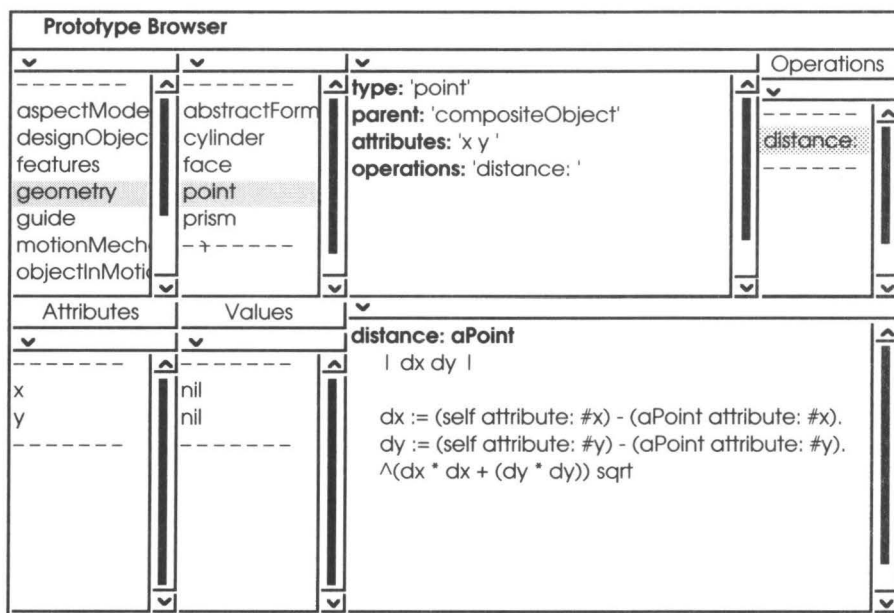 Prototype Browser
aspectMode
designObjec
features
geometry
guide
motionMech
objectInMotio
abstractForm
cylinder
face
point
prism
type: 'point'
parent: 'compositeObject'
attributes: 'x y '
operations: 'distance: '
Operations
distance:
Attributes
x
y
Values
nil
nil
distance: aPoint
| dx dy |
dx := (self attribute: #x) - (aPoint attribute: #x).
dy := (self attribute: #y) - (aPoint attribute: #y).
^(dx * dx + (dy * dy)) sqrt